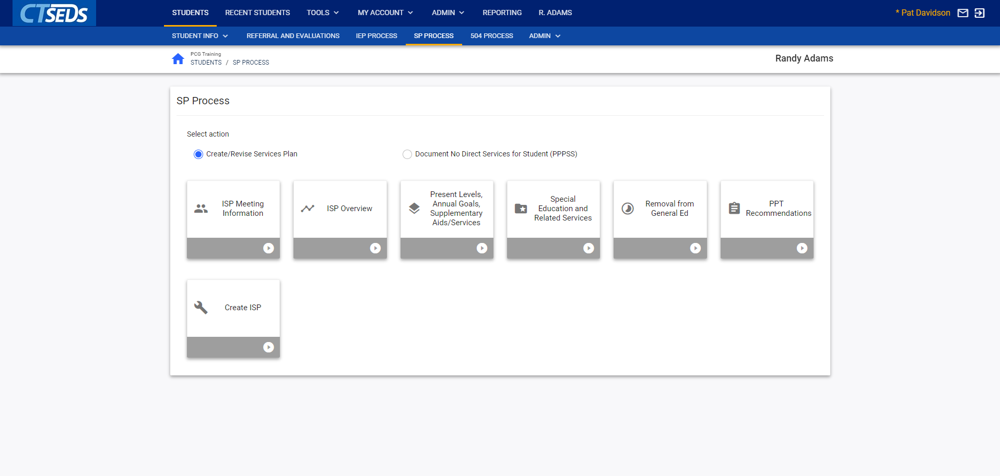 CTSEDS
STUDENTS RECENT STUDENTS TOOLS MY ACCOUNT ADMIN REPORTING R. ADAMS
* Pat Davidson
STUDENT INFO REFERRAL AND EVALUATIONS IEP PROCESS SP PROCESS 504 PROCESS ADMIN
PCG Training
STUDENTS / SP PROCESS
Randy Adams
SP Process
Select action
Create/Revise Services Plan
Document No Direct Services for Student (PPPSS)
ISP Meeting
Information
ISP Overview
Present Levels,
Annual Goals,
Supplementary
Aids/Services
Special
Education and
Related Services
Removal from
General Ed
PPT
Recommendations
Create ISP